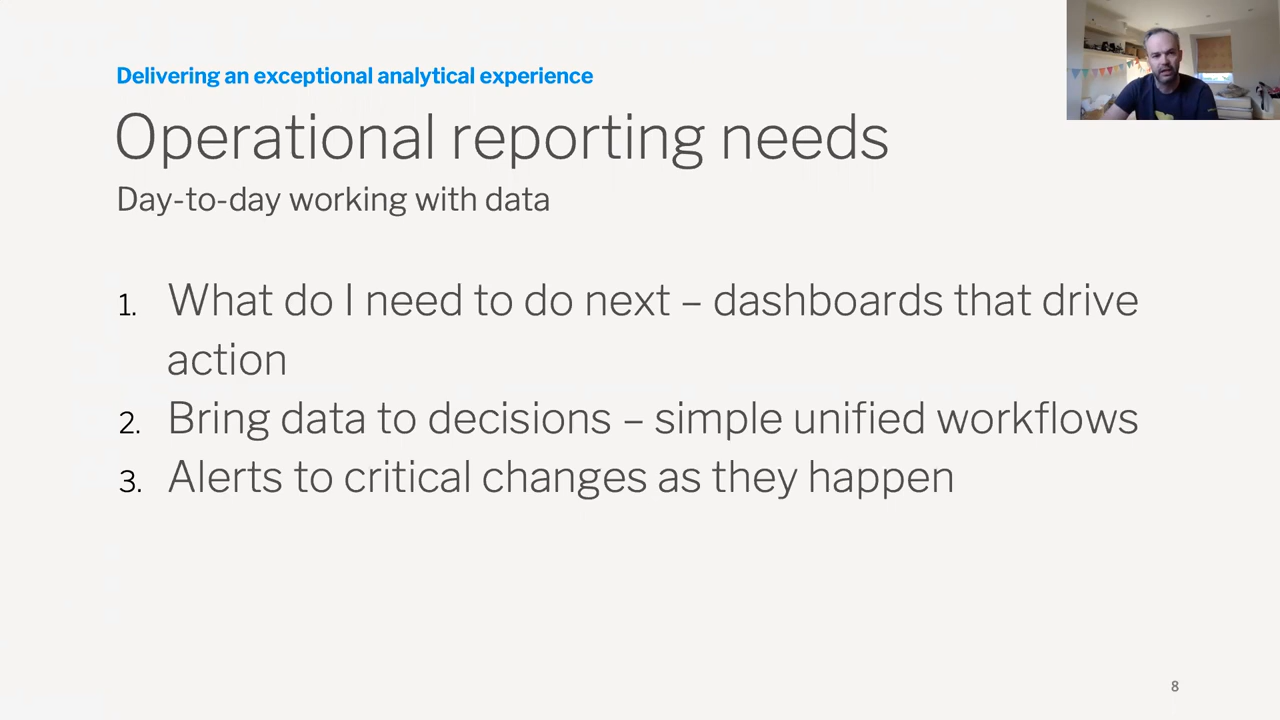 Delivering an exceptional analytical experience
Operational reporting needs
Day-to-day working with data
1. What do I need to do next – dashboards that drive
action
2. Bring data to decisions – simple unified workflows
3. Alerts to critical changes as they happen
8